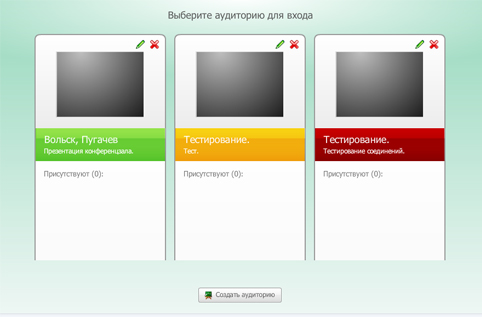 Выберите аудиторию для входа
Вольск, Пугачев
Презентация конференцзала.
Присутствуют (0):
Тестирование.
Тест.
Присутствуют (0):
Тестирование.
Тестирование соединений.
Присутствуют (0):
Создать аудиторию